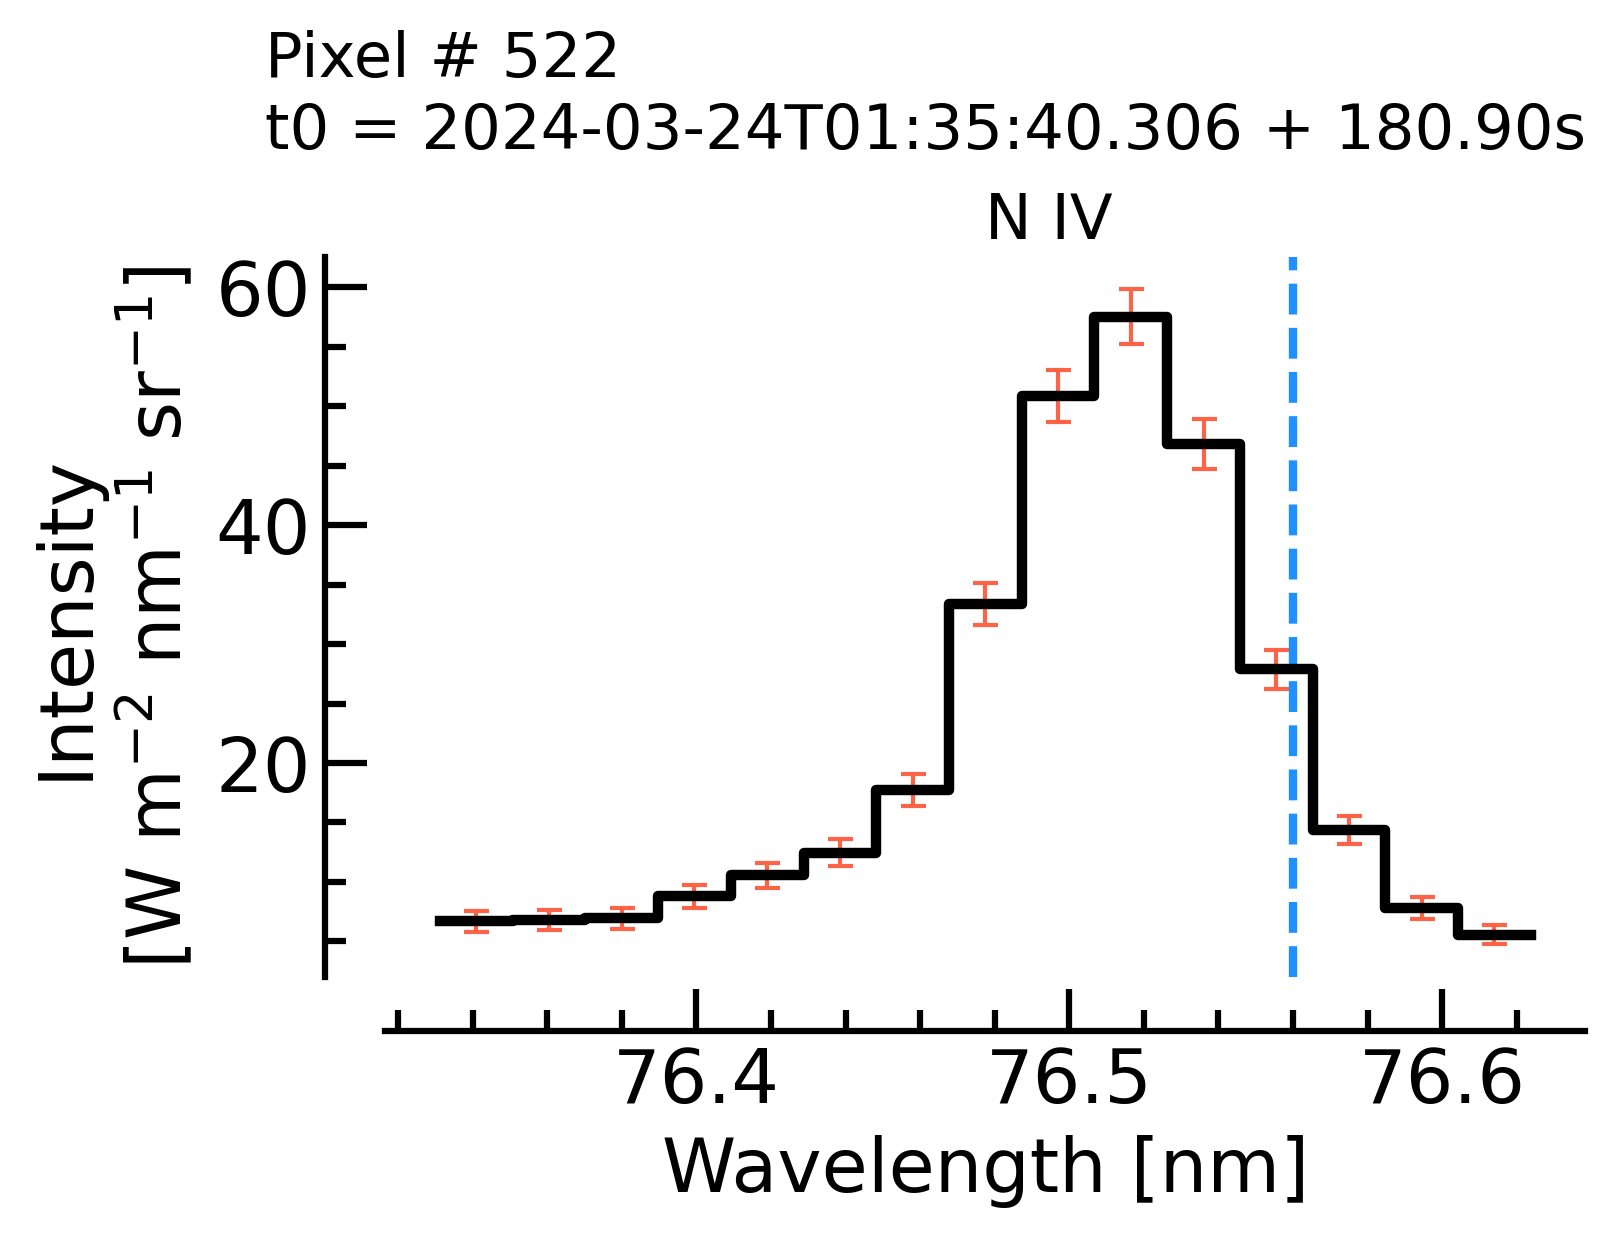 Pixel # 522
t0 = 2024-03-24T01:35:40.306 + 180.90s
N IV
Intensity
[W m⁻² nm⁻¹ sr⁻¹]
60
40
20
76.4 76.5 76.6
Wavelength [nm]